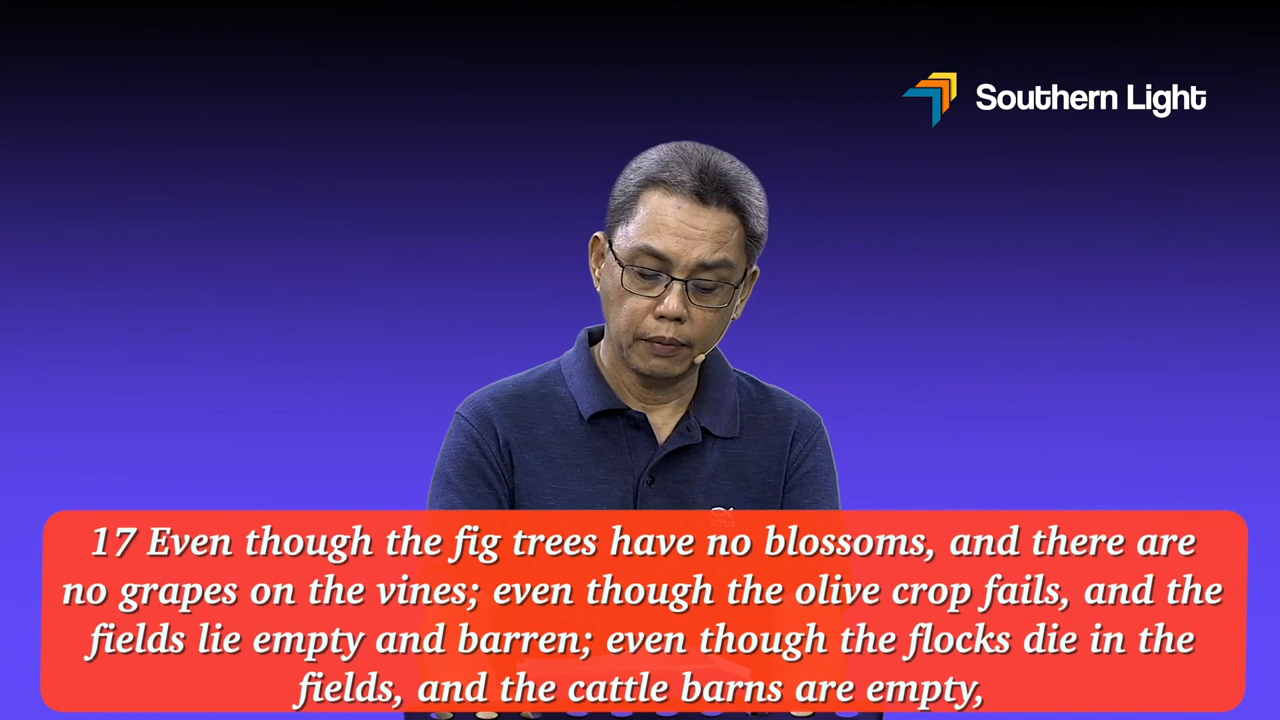 Southern Light
17 Even though the fig trees have no blossoms, and there are
no grapes on the vines; even though the olive crop fails, and the
fields lie empty and barren; even though the flocks die in the
fields, and the cattle barns are empty,